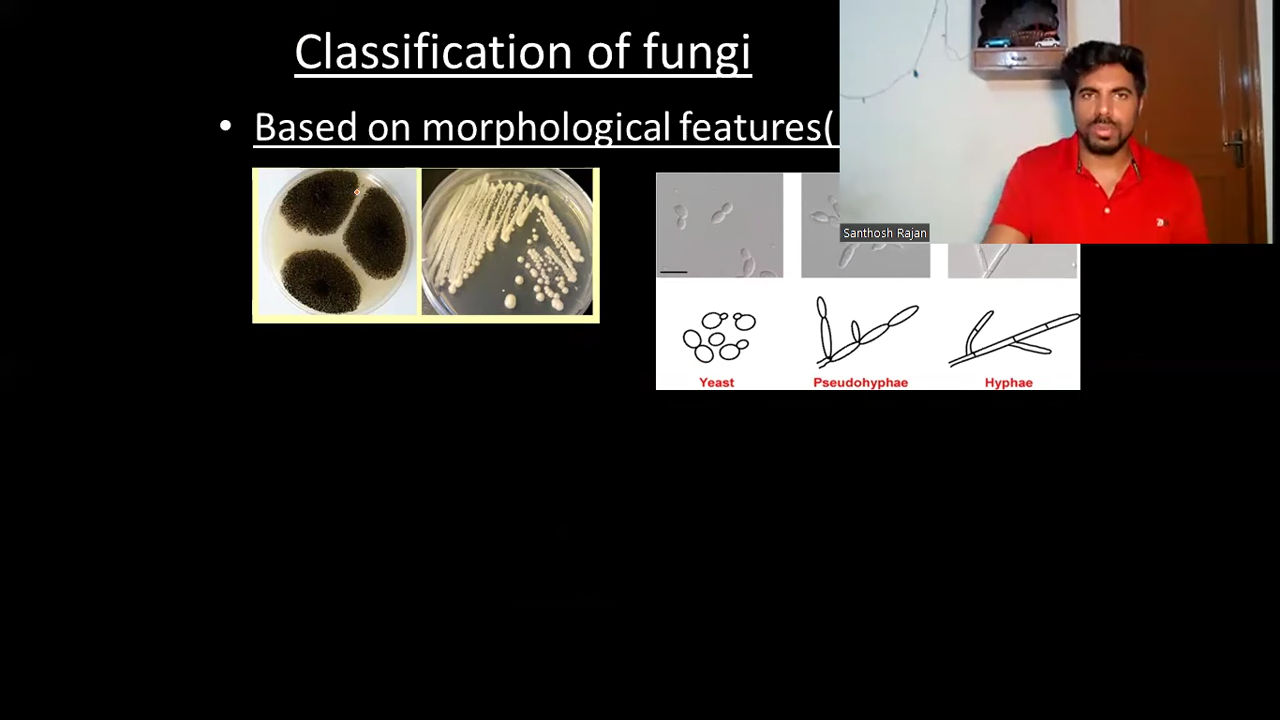 Classification of fungi
• Based on morphological features(
Santhosh Rajan
Yeast
Pseudohyphae
Hyphae